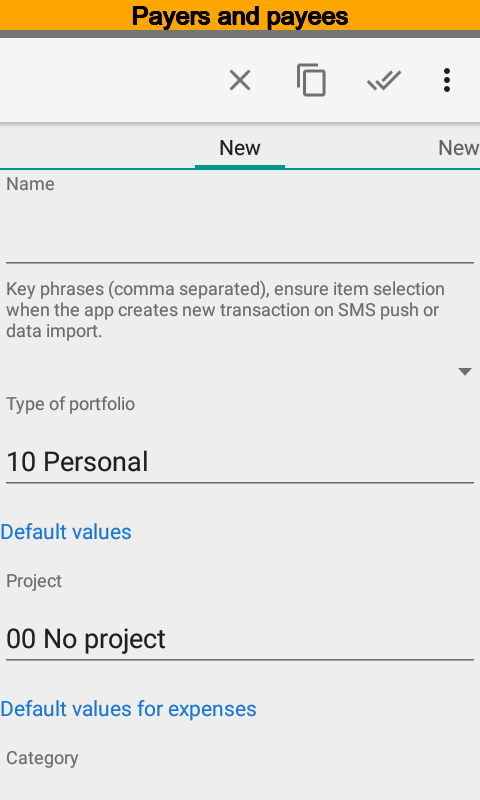 Payers and payees
New
New
Name
Key phrases (comma separated), ensure item selection
when the app creates new transaction on SMS push or
data import.
Type of portfolio
10 Personal
Default values
Project
00 No project
Default values for expenses
Category